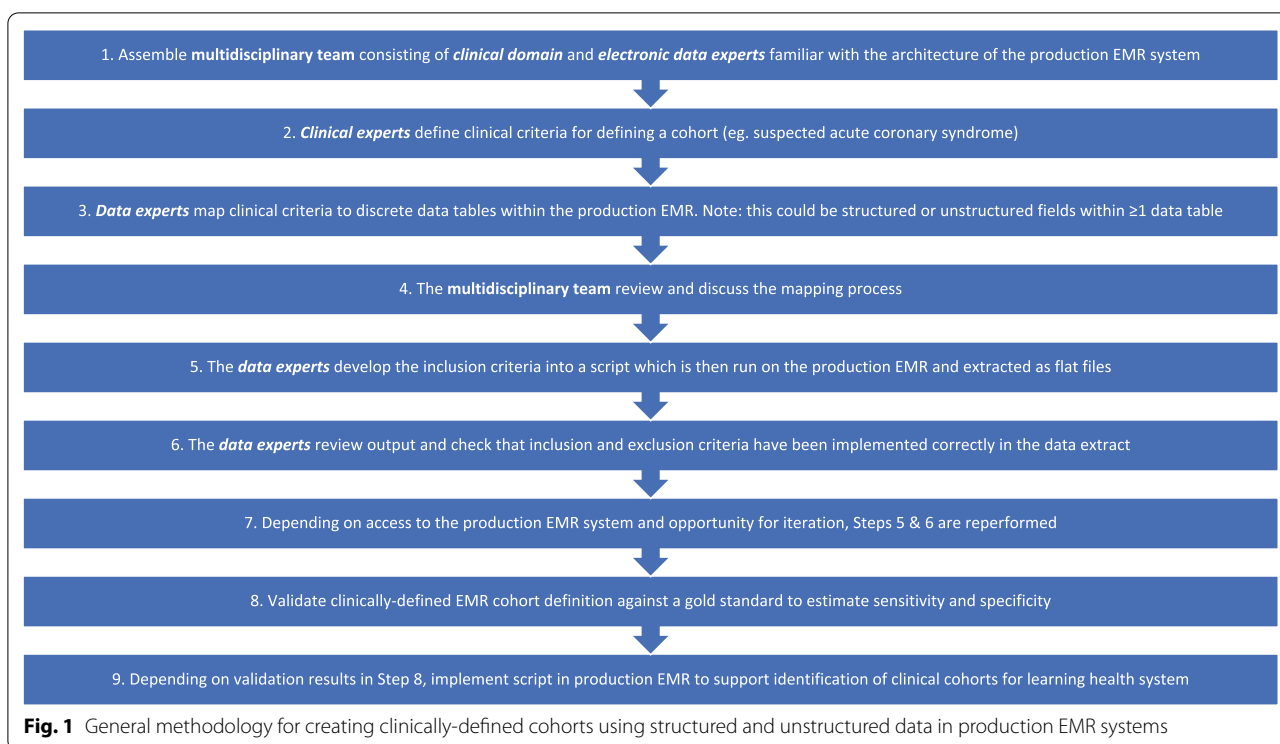 1. Assemble multidisciplinary team consisting of clinical domain and electronic data experts familiar with the architecture of the production EMR system
2. Clinical experts define clinical criteria for defining a cohort (eg. suspected acute coronary syndrome)
3. Data experts map clinical criteria to discrete data tables within the production EMR. Note: this could be structured or unstructured fields within ≥1 data table
4. The multidisciplinary team review and discuss the mapping process
5. The data experts develop the inclusion criteria into a script which is then run on the production EMR and extracted as flat files
6. The data experts review output and check that inclusion and exclusion criteria have been implemented correctly in the data extract
7. Depending on access to the production EMR system and opportunity for iteration, Steps 5 & 6 are reperformed
8. Validate clinically-defined EMR cohort definition against a gold standard to estimate sensitivity and specificity
9. Depending on validation results in Step 8, implement script in production EMR to support identification of clinical cohorts for learning health system
Fig. 1 General methodology for creating clinically-defined cohorts using structured and unstructured data in production EMR systems